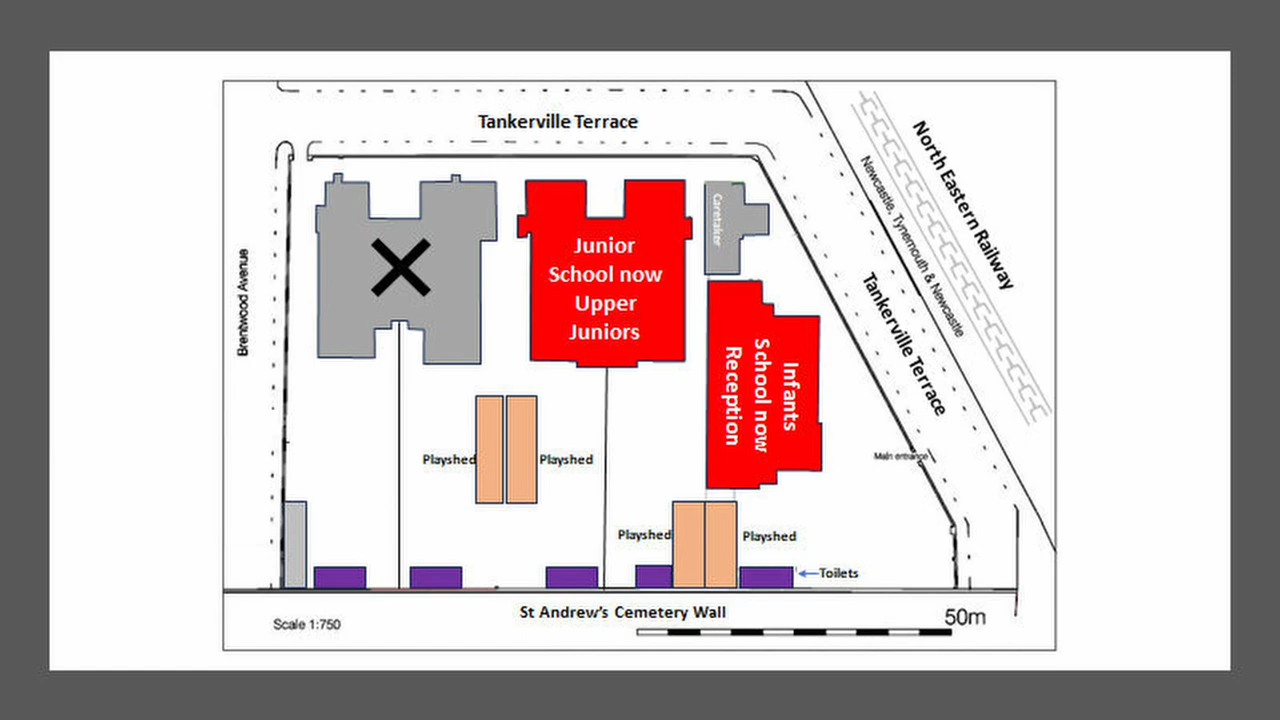 Tankerville Terrace
North Eastern Railway
Newcastle, Tynemouth & Newcastle
Caretaker
Junior
School now
Upper
Juniors
Brentwood Avenue
Tankerville Terrace
Infants
School now
Reception
Main entrance
Playshed
Playshed
Playshed
Playshed
Toilets
St Andrew's Cemetery Wall
Scale 1:750
50m